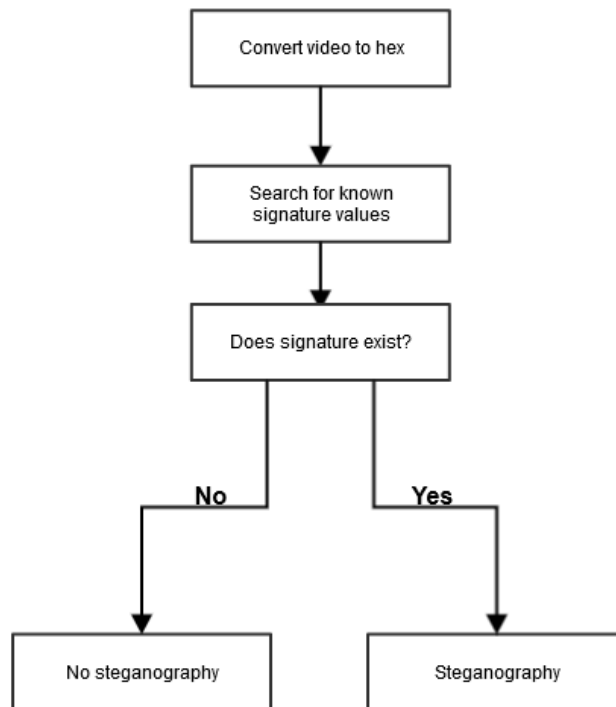 Convert video to hex
Search for known
signature values
Does signature exist?
No
Yes
No steganography
Steganography